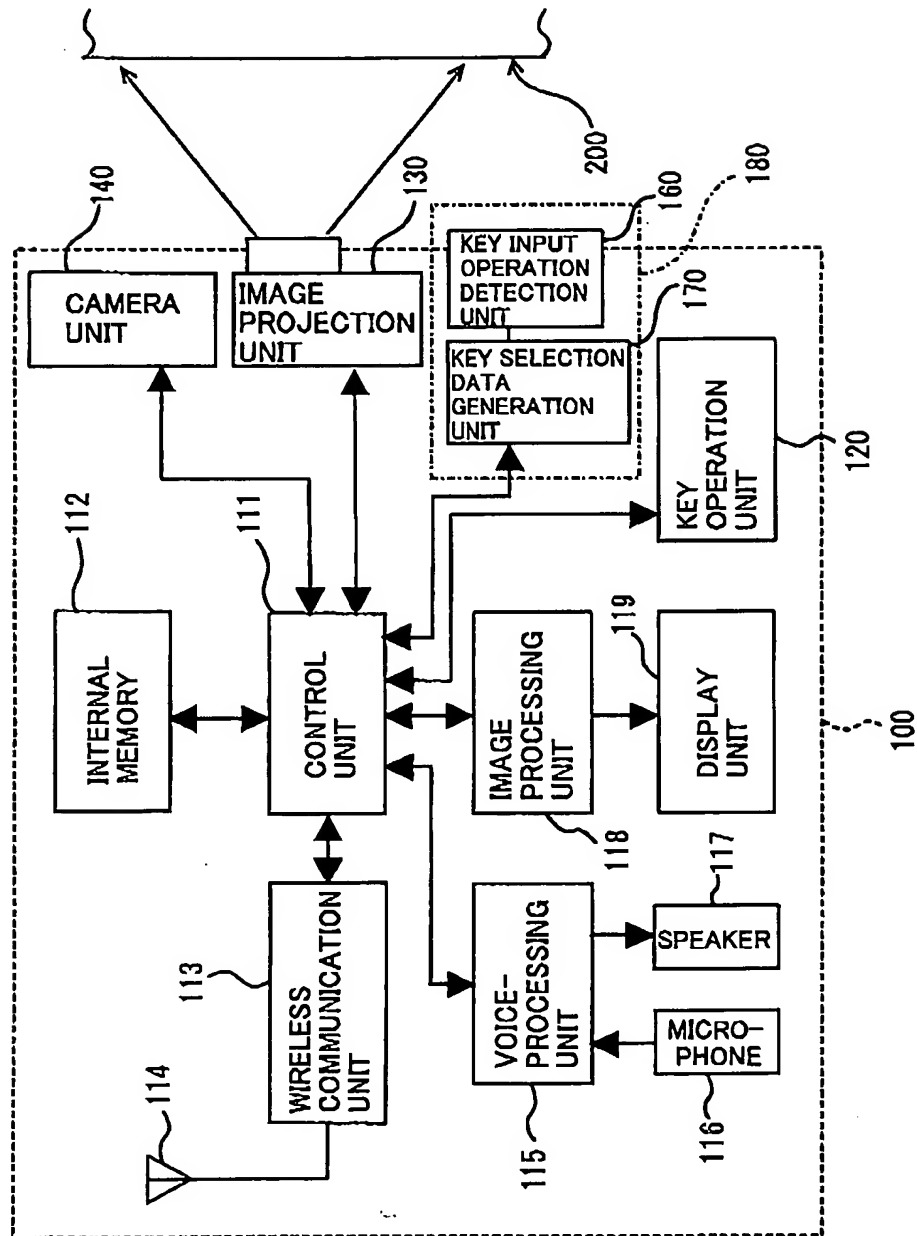 114
113
WIRELESS
COMMUNICATION
UNIT
112
INTERNAL
MEMORY
111
CONTROL
UNIT
140
CAMERA
UNIT
130
IMAGE
PROJECTION
UNIT
200
160
KEY INPUT
OPERATION
DETECTION
UNIT
180
170
KEY SELECTION
DATA
GENERATION
UNIT
KEY
OPERATION
UNIT
120
VOICE-
PROCESSING
UNIT
115
IMAGE
PROCESSING
UNIT
118
119
DISPLAY
UNIT
117
SPEAKER
MICRO-
PHONE
116
100